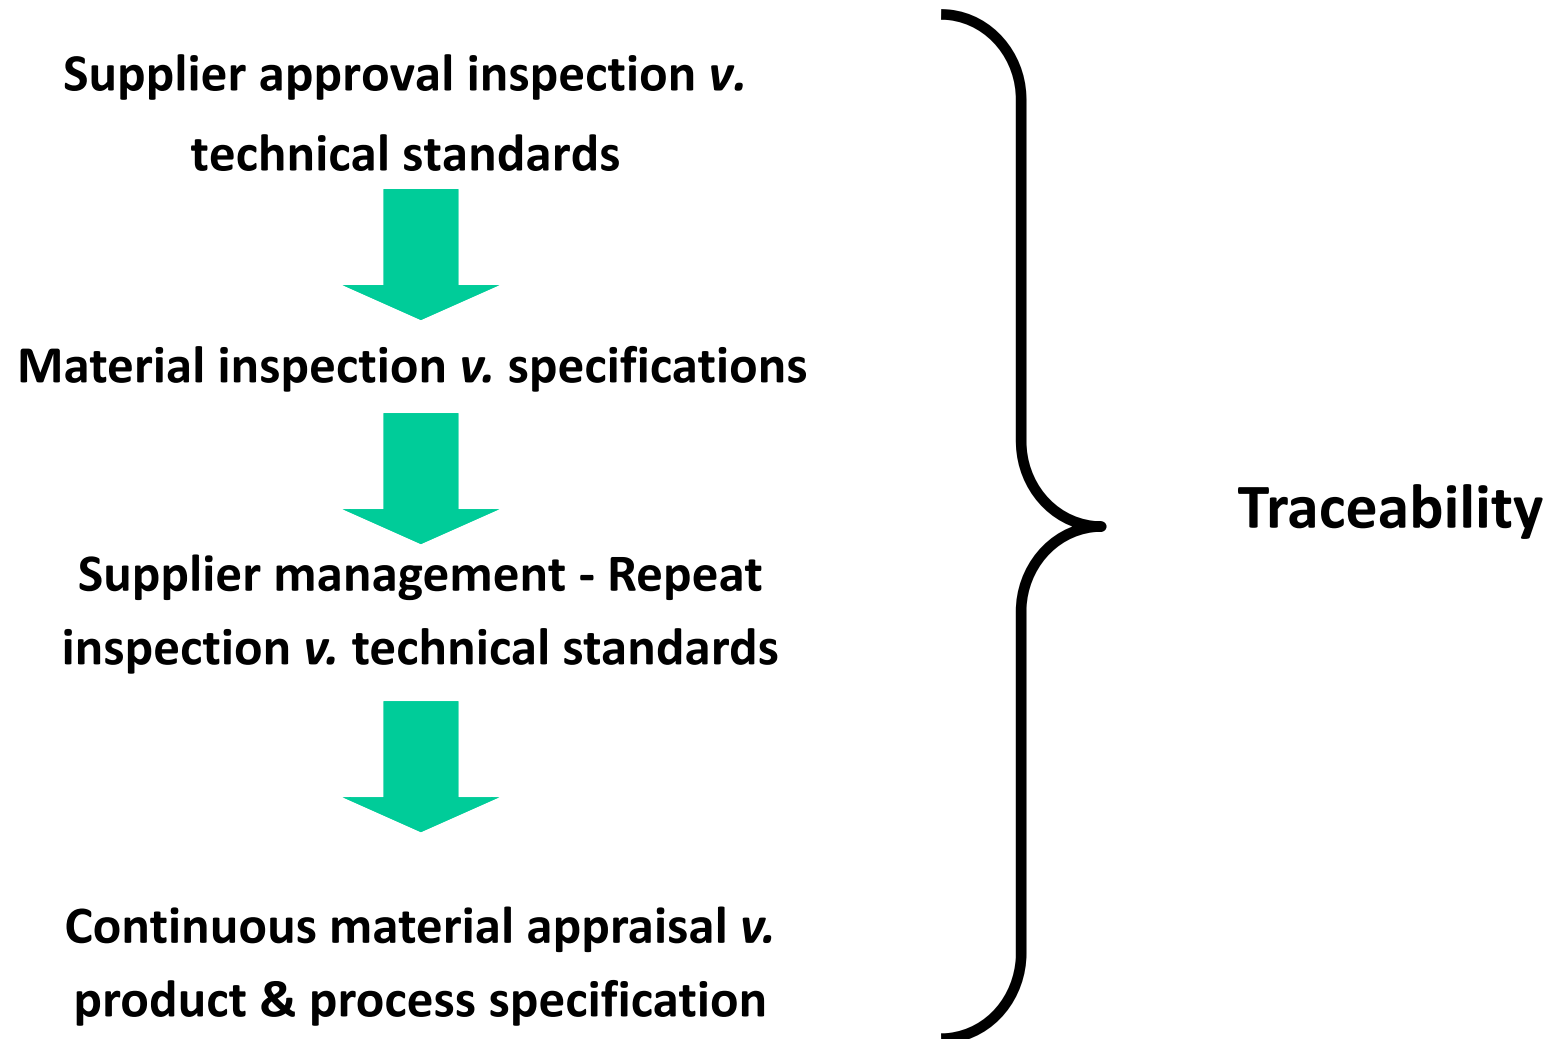 Supplier approval inspection v.
technical standards
Material inspection v. specifications
Supplier management - Repeat
inspection v. technical standards
Continuous material appraisal v.
product & process specification
Traceability